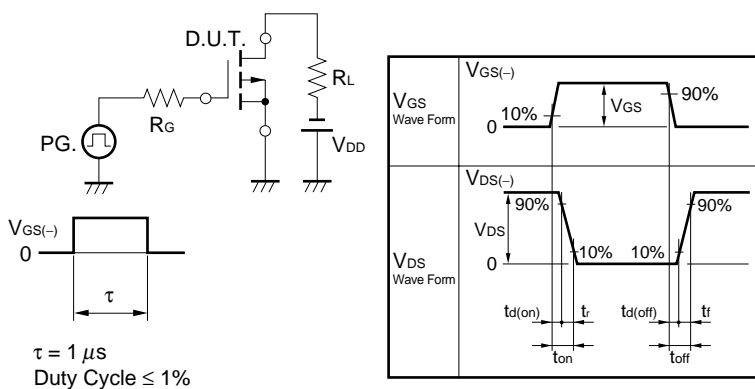 D.U.T.
RL
RG
PG.
VDD
VGS(−)
0
τ
τ = 1 μs
Duty Cycle ≤ 1%
VGS
Wave Form
VGS(−)
10%
VGS
90%
0
VDS
Wave Form
VDS(−)
90%
90%
VDS
10%
10%
0
td(on)
tr
td(off)
tf
ton
toff